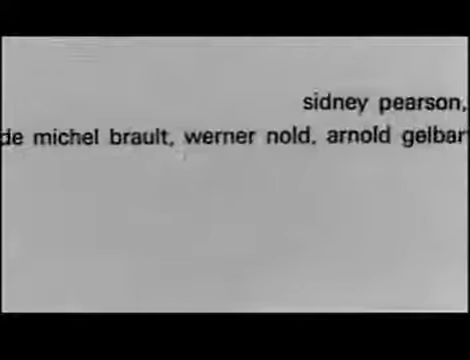 sidney pearson,
de michel brault, werner nold, arnold gelbar